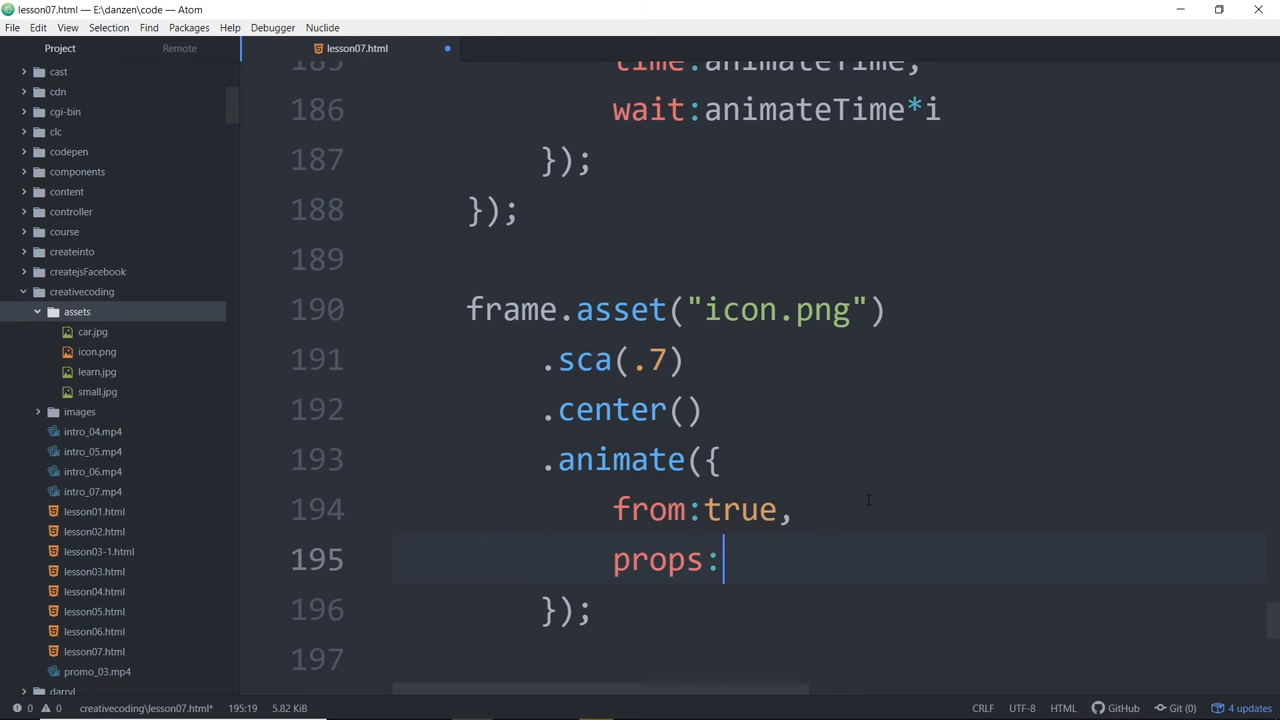 lesson07.html — E:\danzen\code — Atom
File Edit View Selection Find Packages Help Debugger Nuclide
Project Remote lesson07.html
cast
cdn
cgi-bin
clc
codepen
components
content
controller
course
createinto
createjsFacebook
creativecoding
assets
car.jpg
icon.png
learn.jpg
small.jpg
images
intro_04.mp4
intro_05.mp4
intro_06.mp4
intro_07.mp4
lesson01.html
lesson02.html
lesson03-1.html
lesson03.html
lesson04.html
lesson05.html
lesson06.html
lesson07.html
promo_03.mp4
darryl
185 time:animateTime,
186 wait:animateTime*i
187 });
188 });
189
190 frame.asset("icon.png")
191 .sca(.7)
192 .center()
193 .animate({
194 from:true,
195 props:
196 });
197
0 0 creativecoding\lesson07.html* 195:19 5.82 KiB CRLF UTF-8 HTML GitHub Git (0) 4 updates